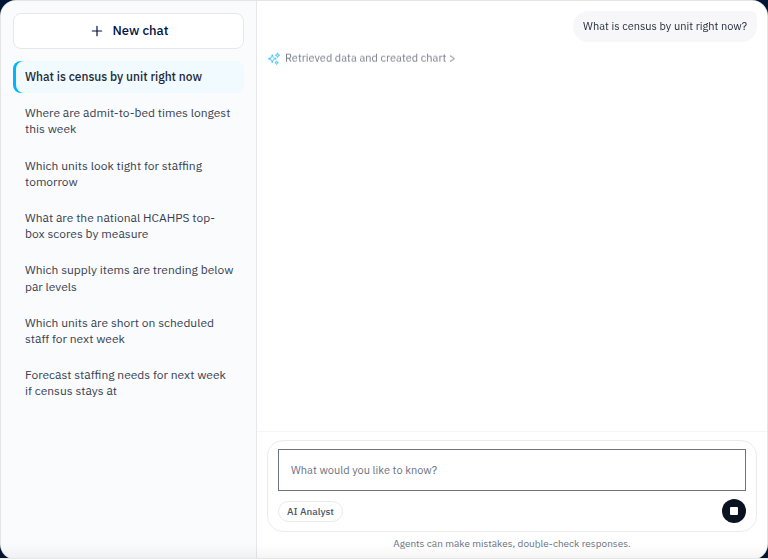 New chat
What is census by unit right now
Where are admit-to-bed times longest
this week
Which units look tight for staffing
tomorrow
What are the national HCAHPS top-
box scores by measure
Which supply items are trending below
par levels
Which units are short on scheduled
staff for next week
Forecast staffing needs for next week
if census stays at
What is census by unit right now?
Retrieved data and created chart >
What would you like to know?
AI Analyst
Agents can make mistakes, double-check responses.